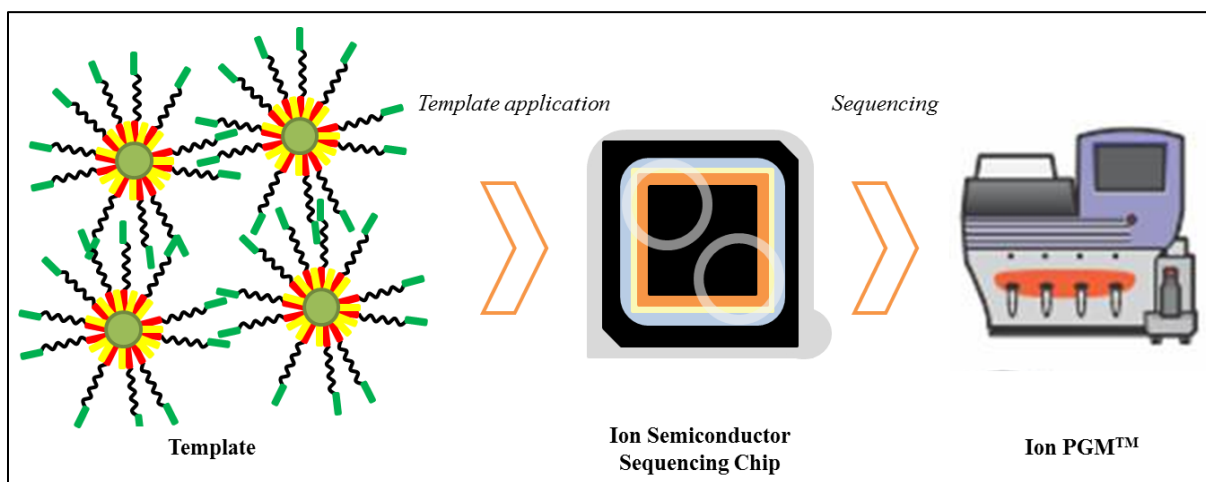 Template application
Sequencing
Template
Ion Semiconductor
Sequencing Chip
Ion PGM™